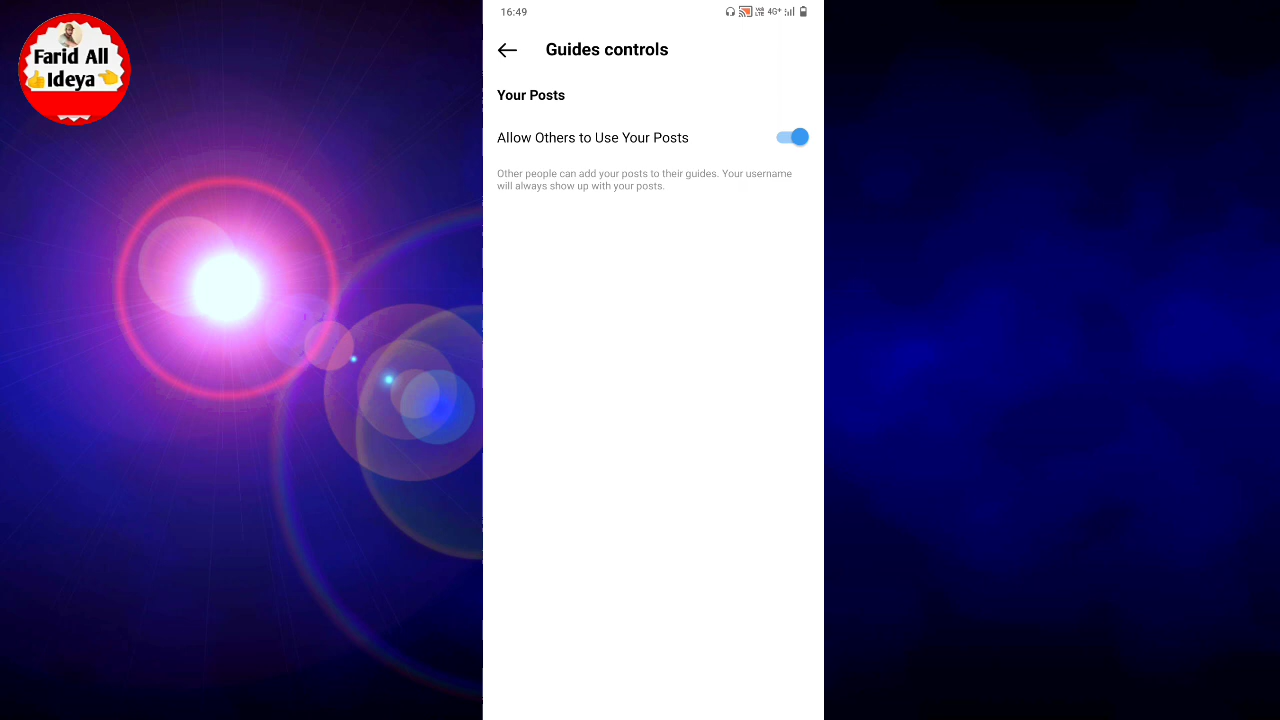 Farid All
Ideya
16:49
4G+
Guides controls
Your Posts
Allow Others to Use Your Posts
Other people can add your posts to their guides. Your username
will always show up with your posts.